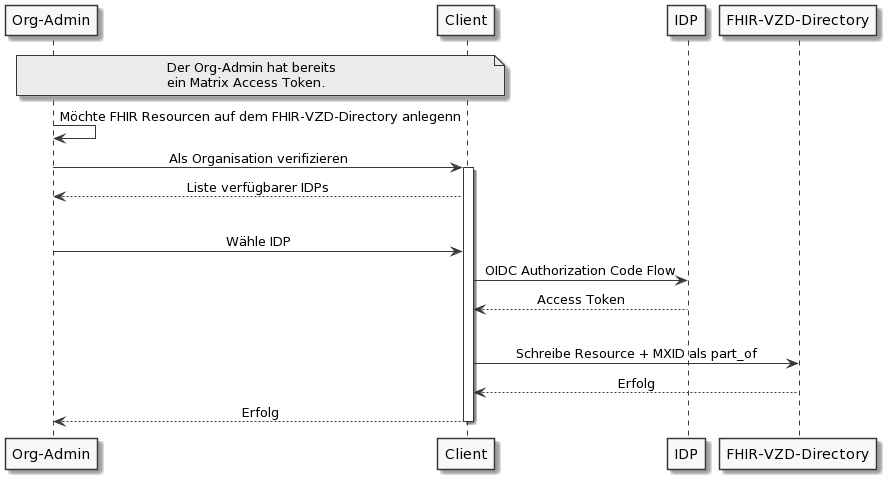 Org-Admin
Client
IDP
FHIR-VZD-Directory
Der Org-Admin hat bereits
ein Matrix Access Token.
Möchte FHIR Resourcen auf dem FHIR-VZD-Directory anlegenn
Als Organisation verifizieren
Liste verfügbarer IDPs
Wähle IDP
OIDC Authorization Code Flow
Access Token
Schreibe Resource + MXID als part_of
Erfolg
Erfolg
Org-Admin
Client
IDP
FHIR-VZD-Directory